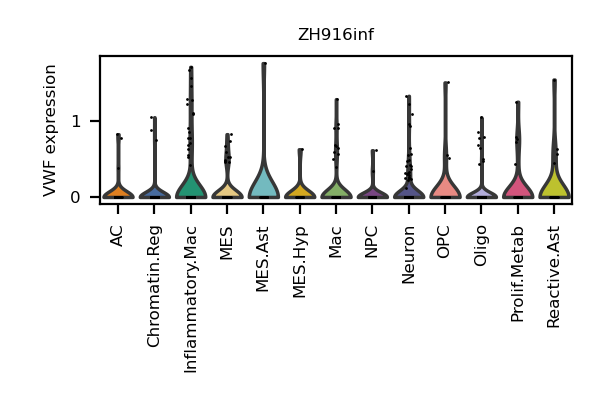 ZH916inf
VWF expression
1
0
AC
Chromatin.Reg
Inflammatory.Mac
MES
MES.Ast
MES.Hyp
Mac
NPC
Neuron
OPC
Oligo
Prolif.Metab
Reactive.Ast